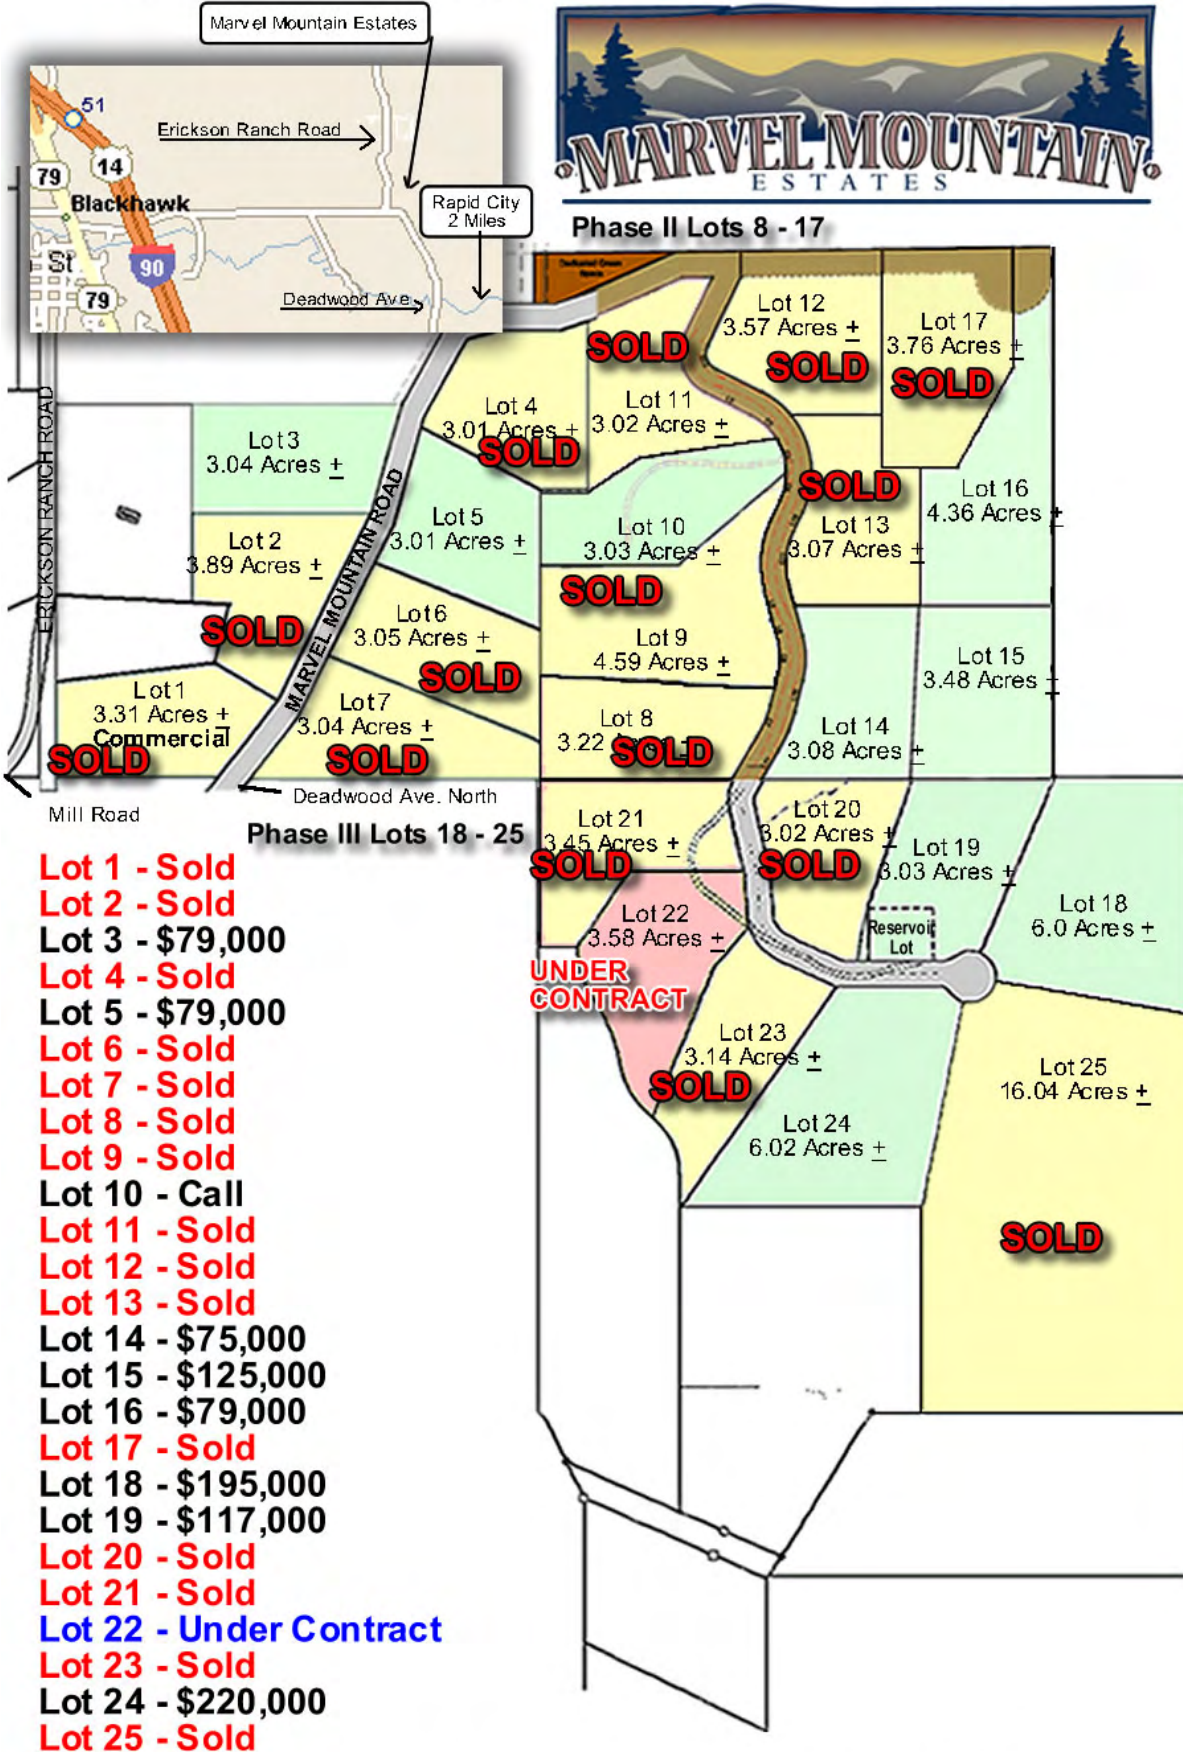 Marvel Mountain Estates
51
Erickson Ranch Road
14
79
Blackhawk
Rapid City
2 Miles
St
90
79
Deadwood Ave
MARVEL MOUNTAIN
ESTATES
Phase II Lots 8 - 17
Dedicated Green
Space
Lot 12
3.57 Acres ±
SOLD
Lot 17
3.76 Acres ±
SOLD
SOLD
Lot 11
3.02 Acres ±
Lot 4
3.01 Acres ±
SOLD
Lot 3
3.04 Acres ±
ERICKSON RANCH ROAD
MARVEL MOUNTAIN ROAD
Lot 5
3.01 Acres ±
Lot 10
3.03 Acres ±
SOLD
Lot 13
3.07 Acres ±
Lot 16
4.36 Acres ±
Lot 2
3.89 Acres ±
SOLD
Lot 6
3.05 Acres ±
SOLD
SOLD
Lot 9
4.59 Acres ±
Lot 15
3.48 Acres ±
Lot 1
3.31 Acres ±
Commercial
SOLD
Lot 7
3.04 Acres ±
SOLD
Lot 8
3.22 Acres ±
SOLD
Lot 14
3.08 Acres ±
Mill Road
Deadwood Ave. North
Phase III Lots 18 - 25
Lot 21
3.45 Acres ±
SOLD
Lot 20
3.02 Acres ±
SOLD
Lot 19
3.03 Acres ±
Lot 18
6.0 Acres ±
Reservoir
Lot
Lot 22
3.58 Acres ±
UNDER
CONTRACT
Lot 23
3.14 Acres ±
SOLD
Lot 24
6.02 Acres ±
Lot 25
16.04 Acres ±
SOLD
Lot 1 - Sold
Lot 2 - Sold
Lot 3 - $79,000
Lot 4 - Sold
Lot 5 - $79,000
Lot 6 - Sold
Lot 7 - Sold
Lot 8 - Sold
Lot 9 - Sold
Lot 10 - Call
Lot 11 - Sold
Lot 12 - Sold
Lot 13 - Sold
Lot 14 - $75,000
Lot 15 - $125,000
Lot 16 - $79,000
Lot 17 - Sold
Lot 18 - $195,000
Lot 19 - $117,000
Lot 20 - Sold
Lot 21 - Sold
Lot 22 - Under Contract
Lot 23 - Sold
Lot 24 - $220,000
Lot 25 - Sold